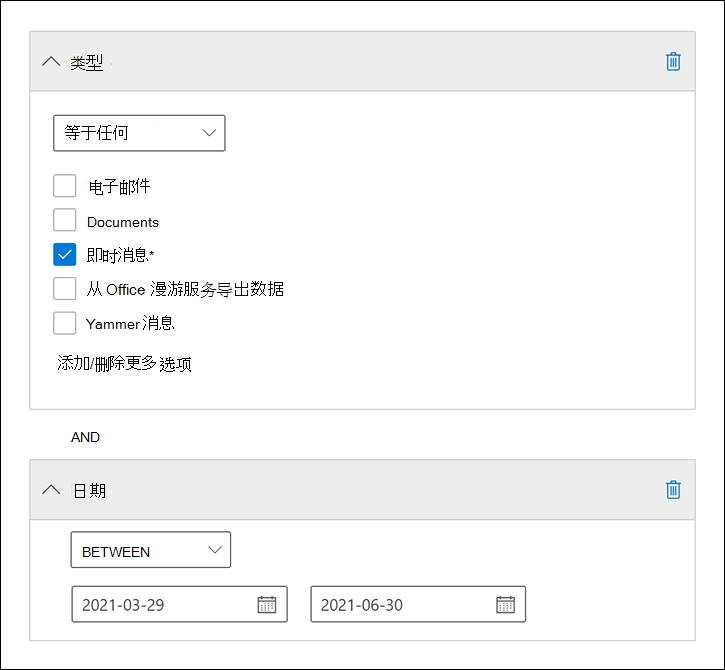 类型
等于任何
电子邮件
Documents
即时消息*
从 Office 漫游服务导出数据
Yammer 消息
添加/删除更多选项
AND
日期
BETWEEN
2021-03-29 2021-06-30